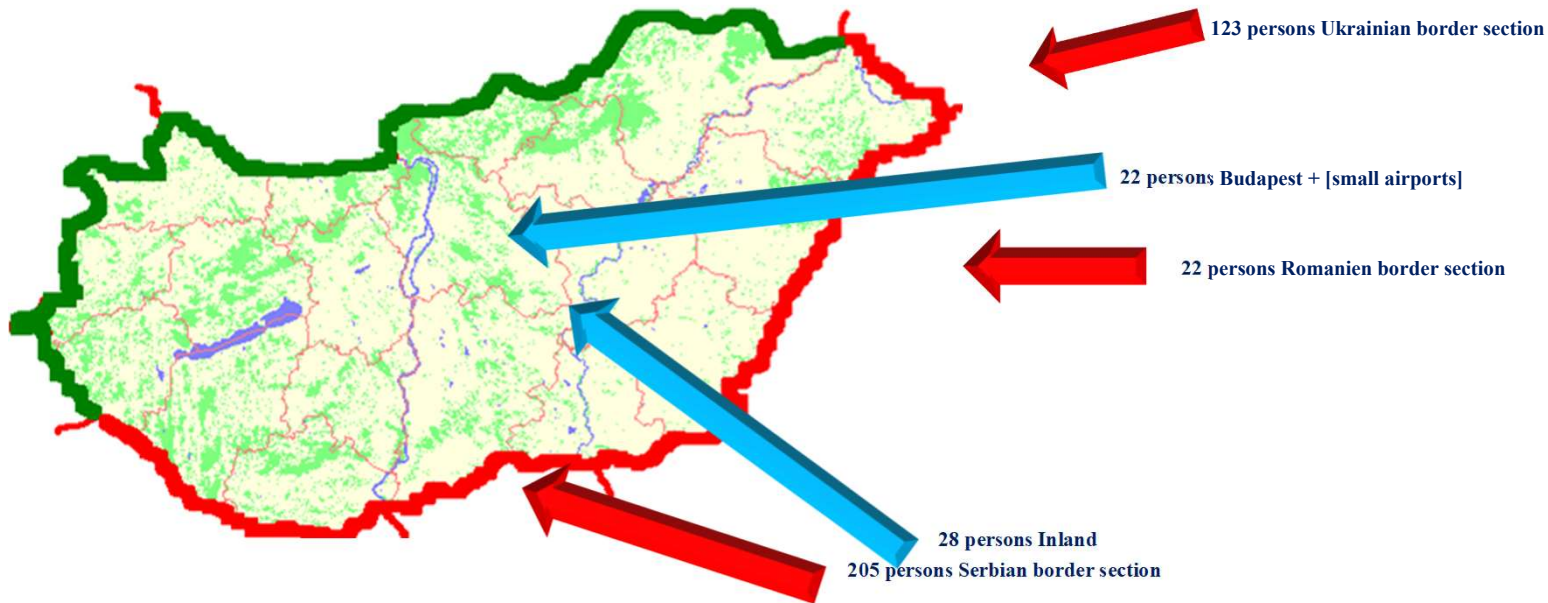 123 persons Ukrainian border section
22 persons Budapest + [small airports]
22 persons Romanien border section
28 persons Inland
205 persons Serbian border section